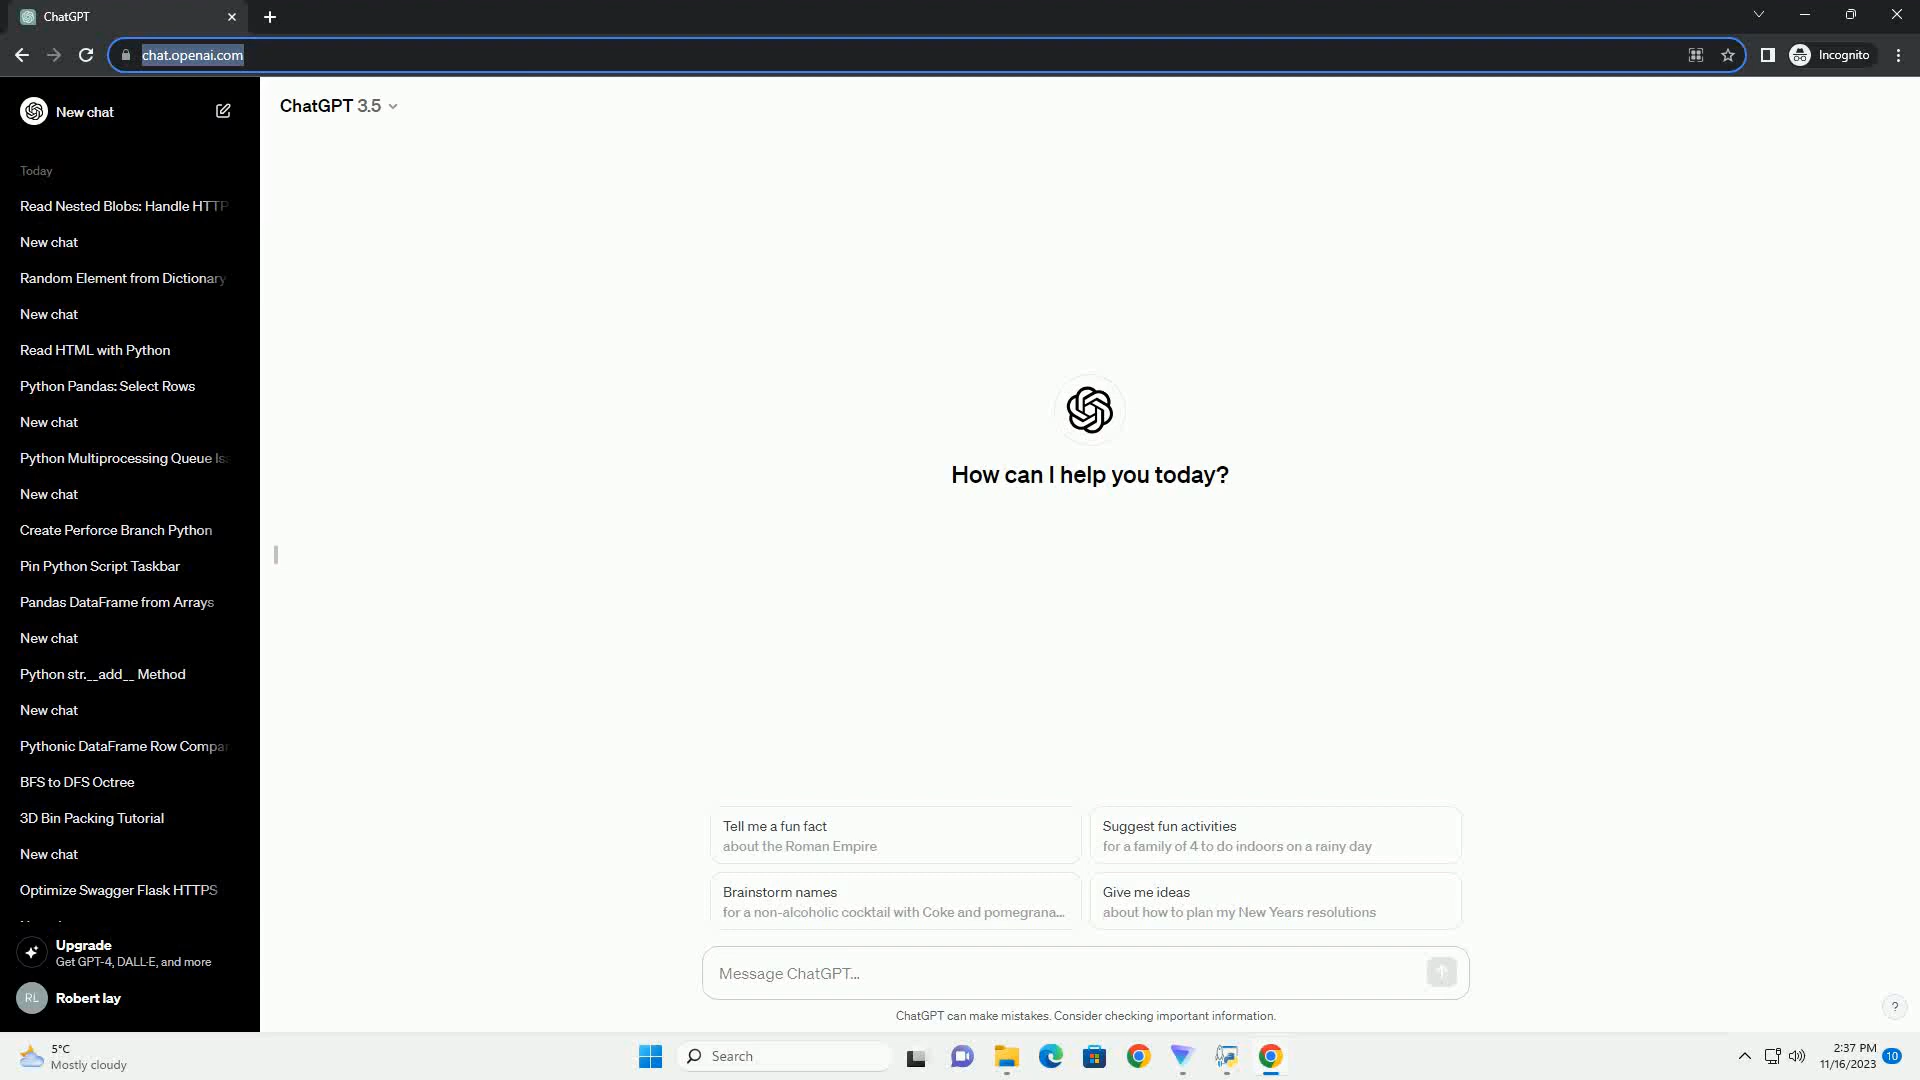 ChatGPT
chat.openai.com
Incognito
New chat
ChatGPT 3.5
Today
Read Nested Blobs: Handle HTTP
New chat
Random Element from Dictionary
New chat
Read HTML with Python
Python Pandas: Select Rows
New chat
Python Multiprocessing Queue
New chat
Create Perforce Branch Python
Pin Python Script Taskbar
Pandas DataFrame from Arrays
New chat
Python str.__add__ Method
New chat
Pythonic DataFrame Row Compar
BFS to DFS Octree
3D Bin Packing Tutorial
New chat
Optimize Swagger Flask HTTPS
Upgrade
Get GPT-4, DALL·E, and more
RL
Robert lay
How can I help you today?
Tell me a fun fact
about the Roman Empire
Suggest fun activities
for a family of 4 to do indoors on a rainy day
Brainstorm names
for a non-alcoholic cocktail with Coke and pomegrana...
Give me ideas
about how to plan my New Years resolutions
Message ChatGPT...
ChatGPT can make mistakes. Consider checking important information.
?
5°C
Mostly cloudy
Search
2:37 PM
11/16/2023
10